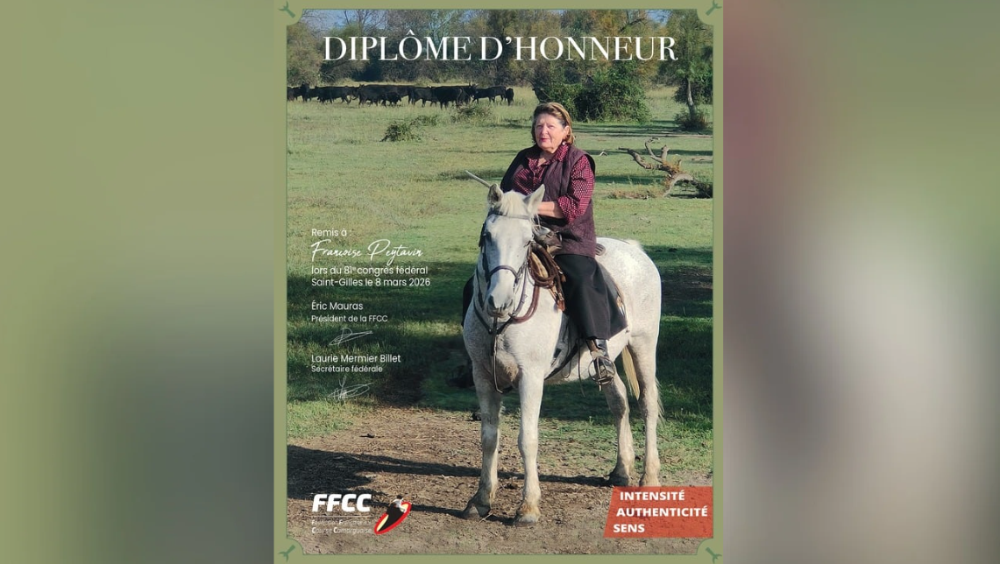 DIPLÔME D'HONNEUR
Remis à :
Françoise Peytavin
lors du 81e congrès fédéral
Saint-Gilles le 8 mars 2026
Éric Mauras
Président de la FFCC
Laurie Mermier Billet
Secrétaire fédérale
FFCC
Fédération Française de
Course Camarguaise
INTENSITÉ
AUTHENTICITÉ
SENS